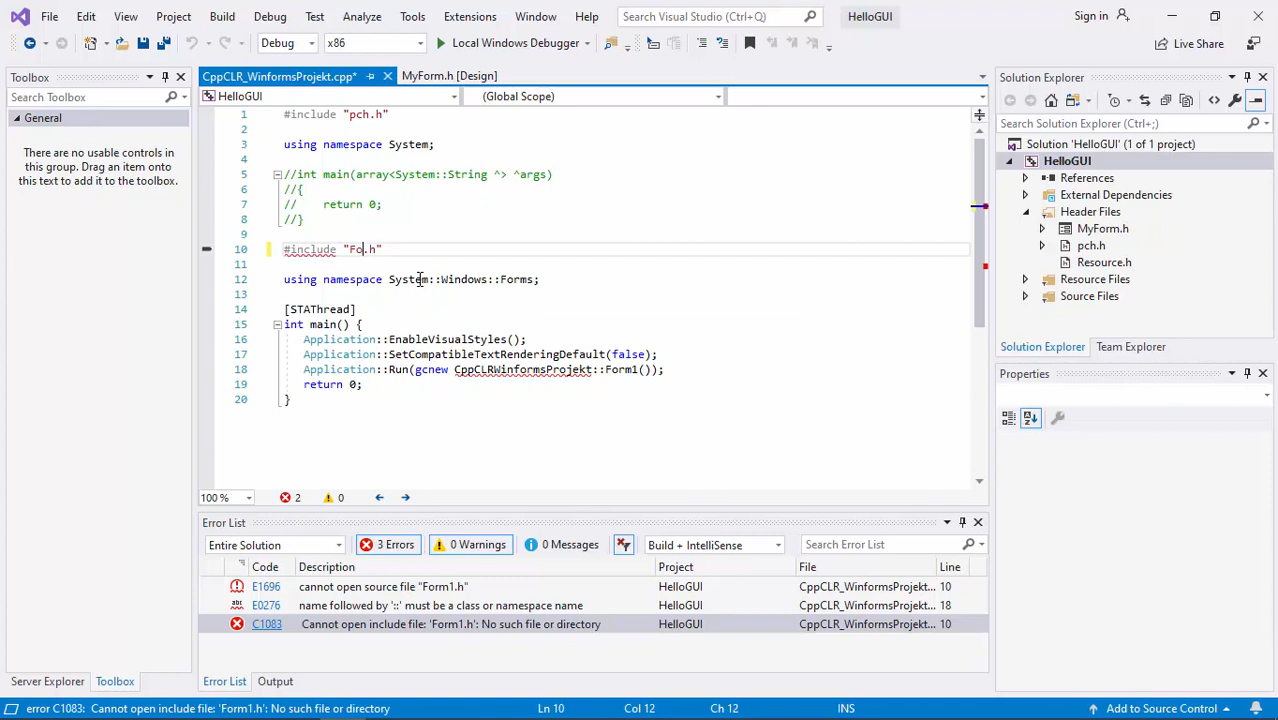 File Edit View Project Build Debug Test Analyze Tools Extensions Window Help Search Visual Studio (Ctrl+Q) HelloGUI Sign in
Debug x86 Local Windows Debugger Live Share
Toolbox
Search Toolbox
General
There are no usable controls in
this group. Drag an item onto
this text to add it to the toolbox.
Server Explorer Toolbox
CppCLR_WinformsProjekt.cpp* MyForm.h [Design]
HelloGUI (Global Scope)
1 #include "pch.h"
2
3 using namespace System;
4
5 //int main(array<System::String ^> ^args)
6 //{
7 // return 0;
8 //}
9
10 #include "Fo.h"
11
12 using namespace System::Windows::Forms;
13
14 [STAThread]
15 int main() {
16 Application::EnableVisualStyles();
17 Application::SetCompatibleTextRenderingDefault(false);
18 Application::Run(gcnew CppCLRWinformsProjekt::Form1());
19 return 0;
20 }
100 % 2 0
Error List
Entire Solution 3 Errors 0 Warnings 0 Messages Build + IntelliSense Search Error List
Code Description Project File Line
E1696 cannot open source file "Form1.h" HelloGUI CppCLR_WinformsProjekt... 10
abc E0276 name followed by '::' must be a class or namespace name HelloGUI CppCLR_WinformsProjekt... 18
C1083 Cannot open include file: 'Form1.h': No such file or directory HelloGUI CppCLR_WinformsProjekt... 10
Error List Output
Solution Explorer
Search Solution Explorer (Ctrl+;)
Solution 'HelloGUI' (1 of 1 project)
HelloGUI
References
External Dependencies
Header Files
MyForm.h
pch.h
Resource.h
Resource Files
Source Files
Solution Explorer Team Explorer
Properties
error C1083: Cannot open include file: 'Form1.h': No such file or directory Ln 10 Col 12 Ch 12 INS Add to Source Control